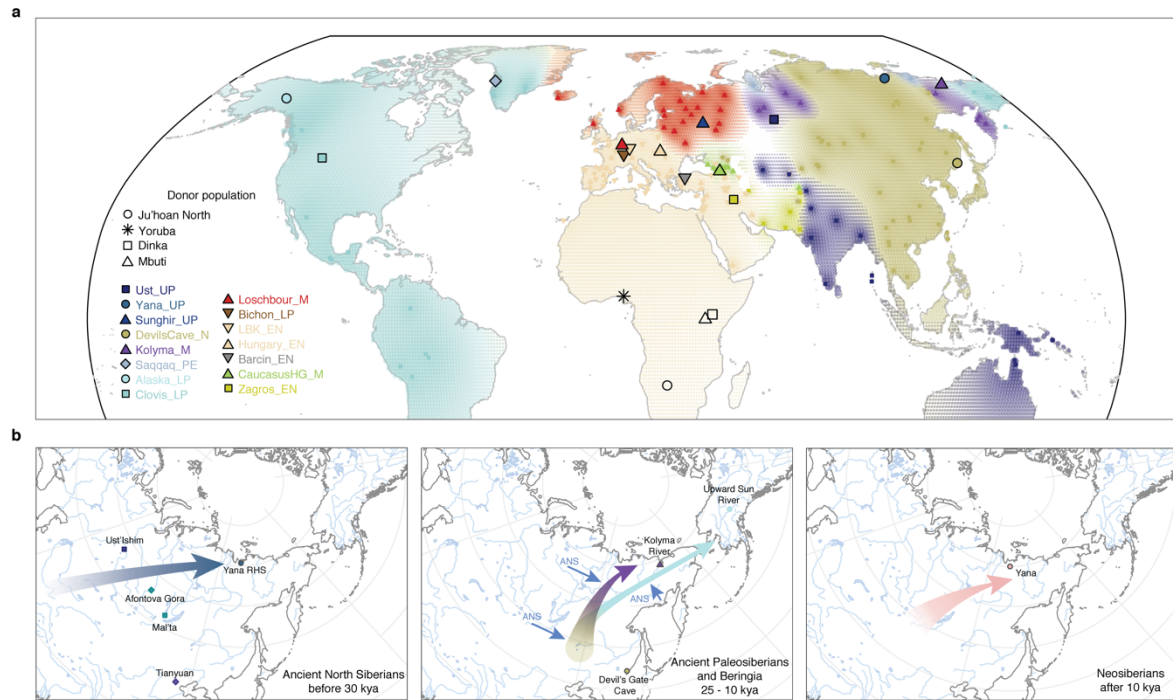 a
Donor population
Ju'hoan North
Yoruba
Dinka
Mbuti
Ust_UP
Yana_UP
Sunghir_UP
DevilsCave_N
Kolyma_M
Saqqaq_PE
Alaska_LP
Clovis_LP
Loschbour_M
Bichon_LP
LBK_EN
Hungary_EN
Barcin_EN
CaucasusHG_M
Zagros_EN
b
Ust'Ishim
Yana RHS
Afontova Gora
Mal'ta
Tianyuan
Ancient North Siberians
before 30 kya
Upward Sun
River
Kolyma
River
ANS
ANS
ANS
Devil's Gate
Cave
Ancient Paleosiberians
and Beringia
25 - 10 kya
Yana
Neosiberians
after 10 kya